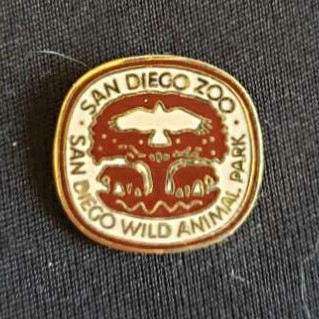 · SAN DIEGO ZOO ·
SAN DIEGO WILD ANIMAL PARK